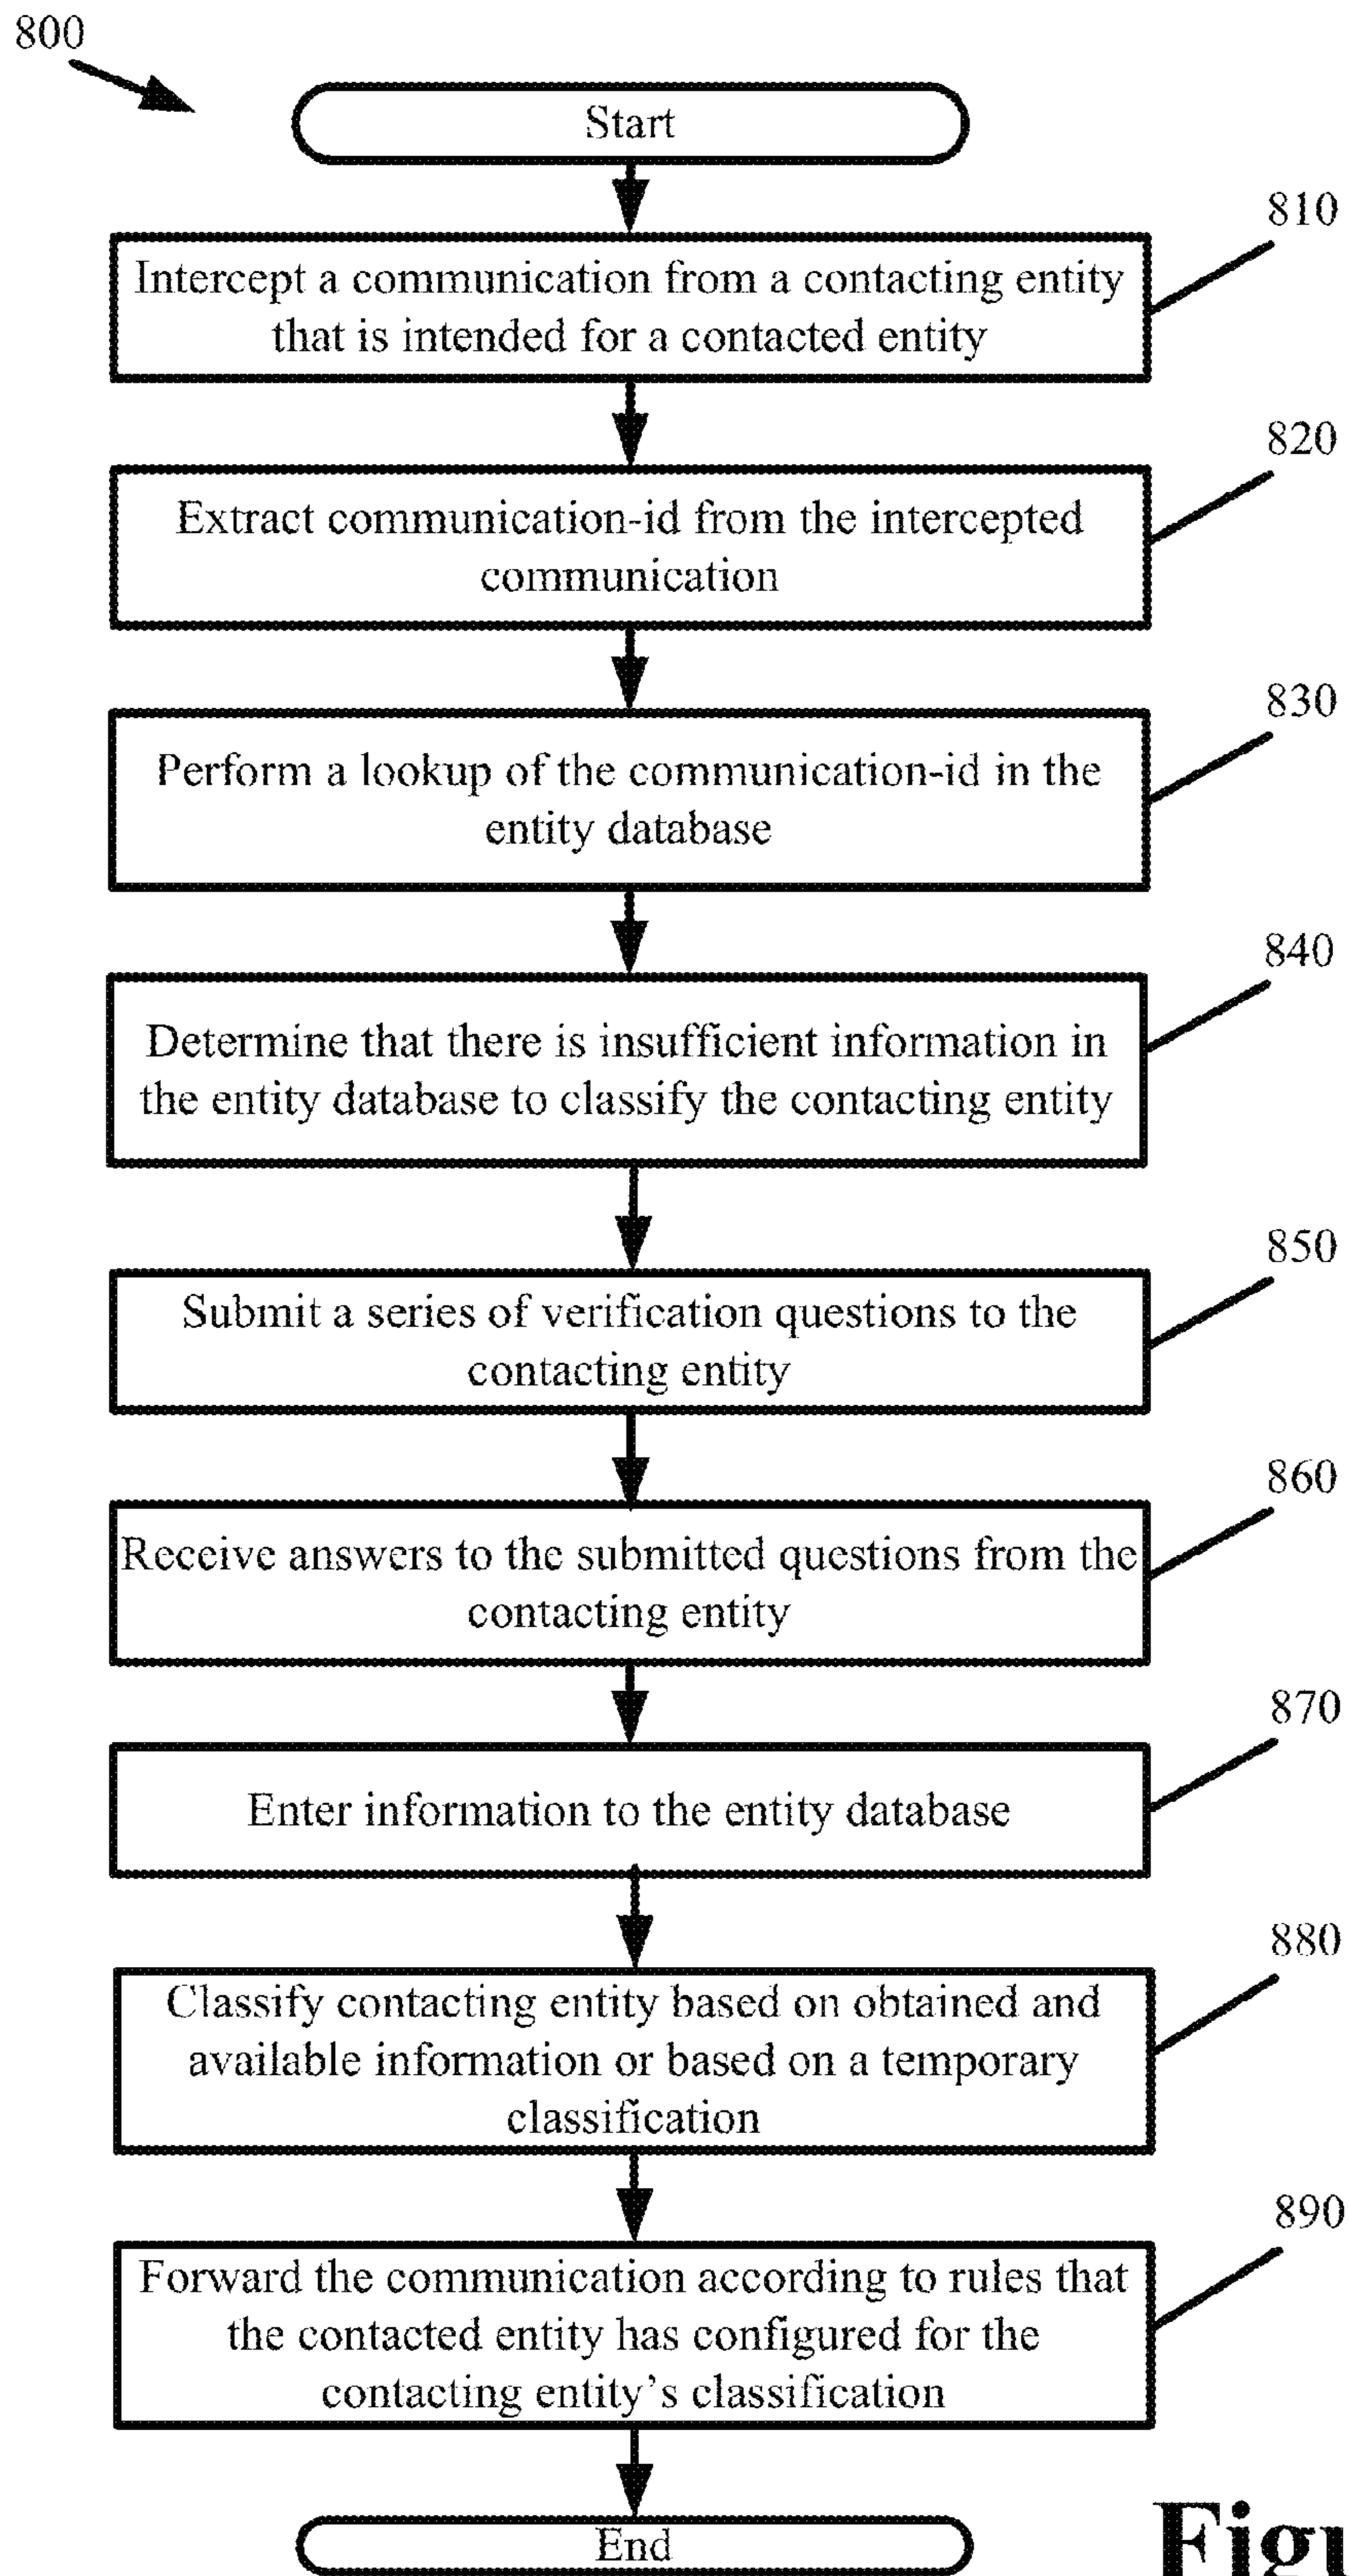 800
Start
810
Intercept a communication from a contacting entity
that is intended for a contacted entity
820
Extract communication-id from the intercepted
communication
830
Perform a lookup of the communication-id in the
entity database
840
Determine that there is insufficient information in
the entity database to classify the contacting entity
850
Submit a series of verification questions to the
contacting entity
860
Receive answers to the submitted questions from the
contacting entity
870
Enter information to the entity database
880
Classify contacting entity based on obtained and
available information or based on a temporary
classification
890
Forward the communication according to rules that
the contacted entity has configured for the
contacting entity’s classification
End